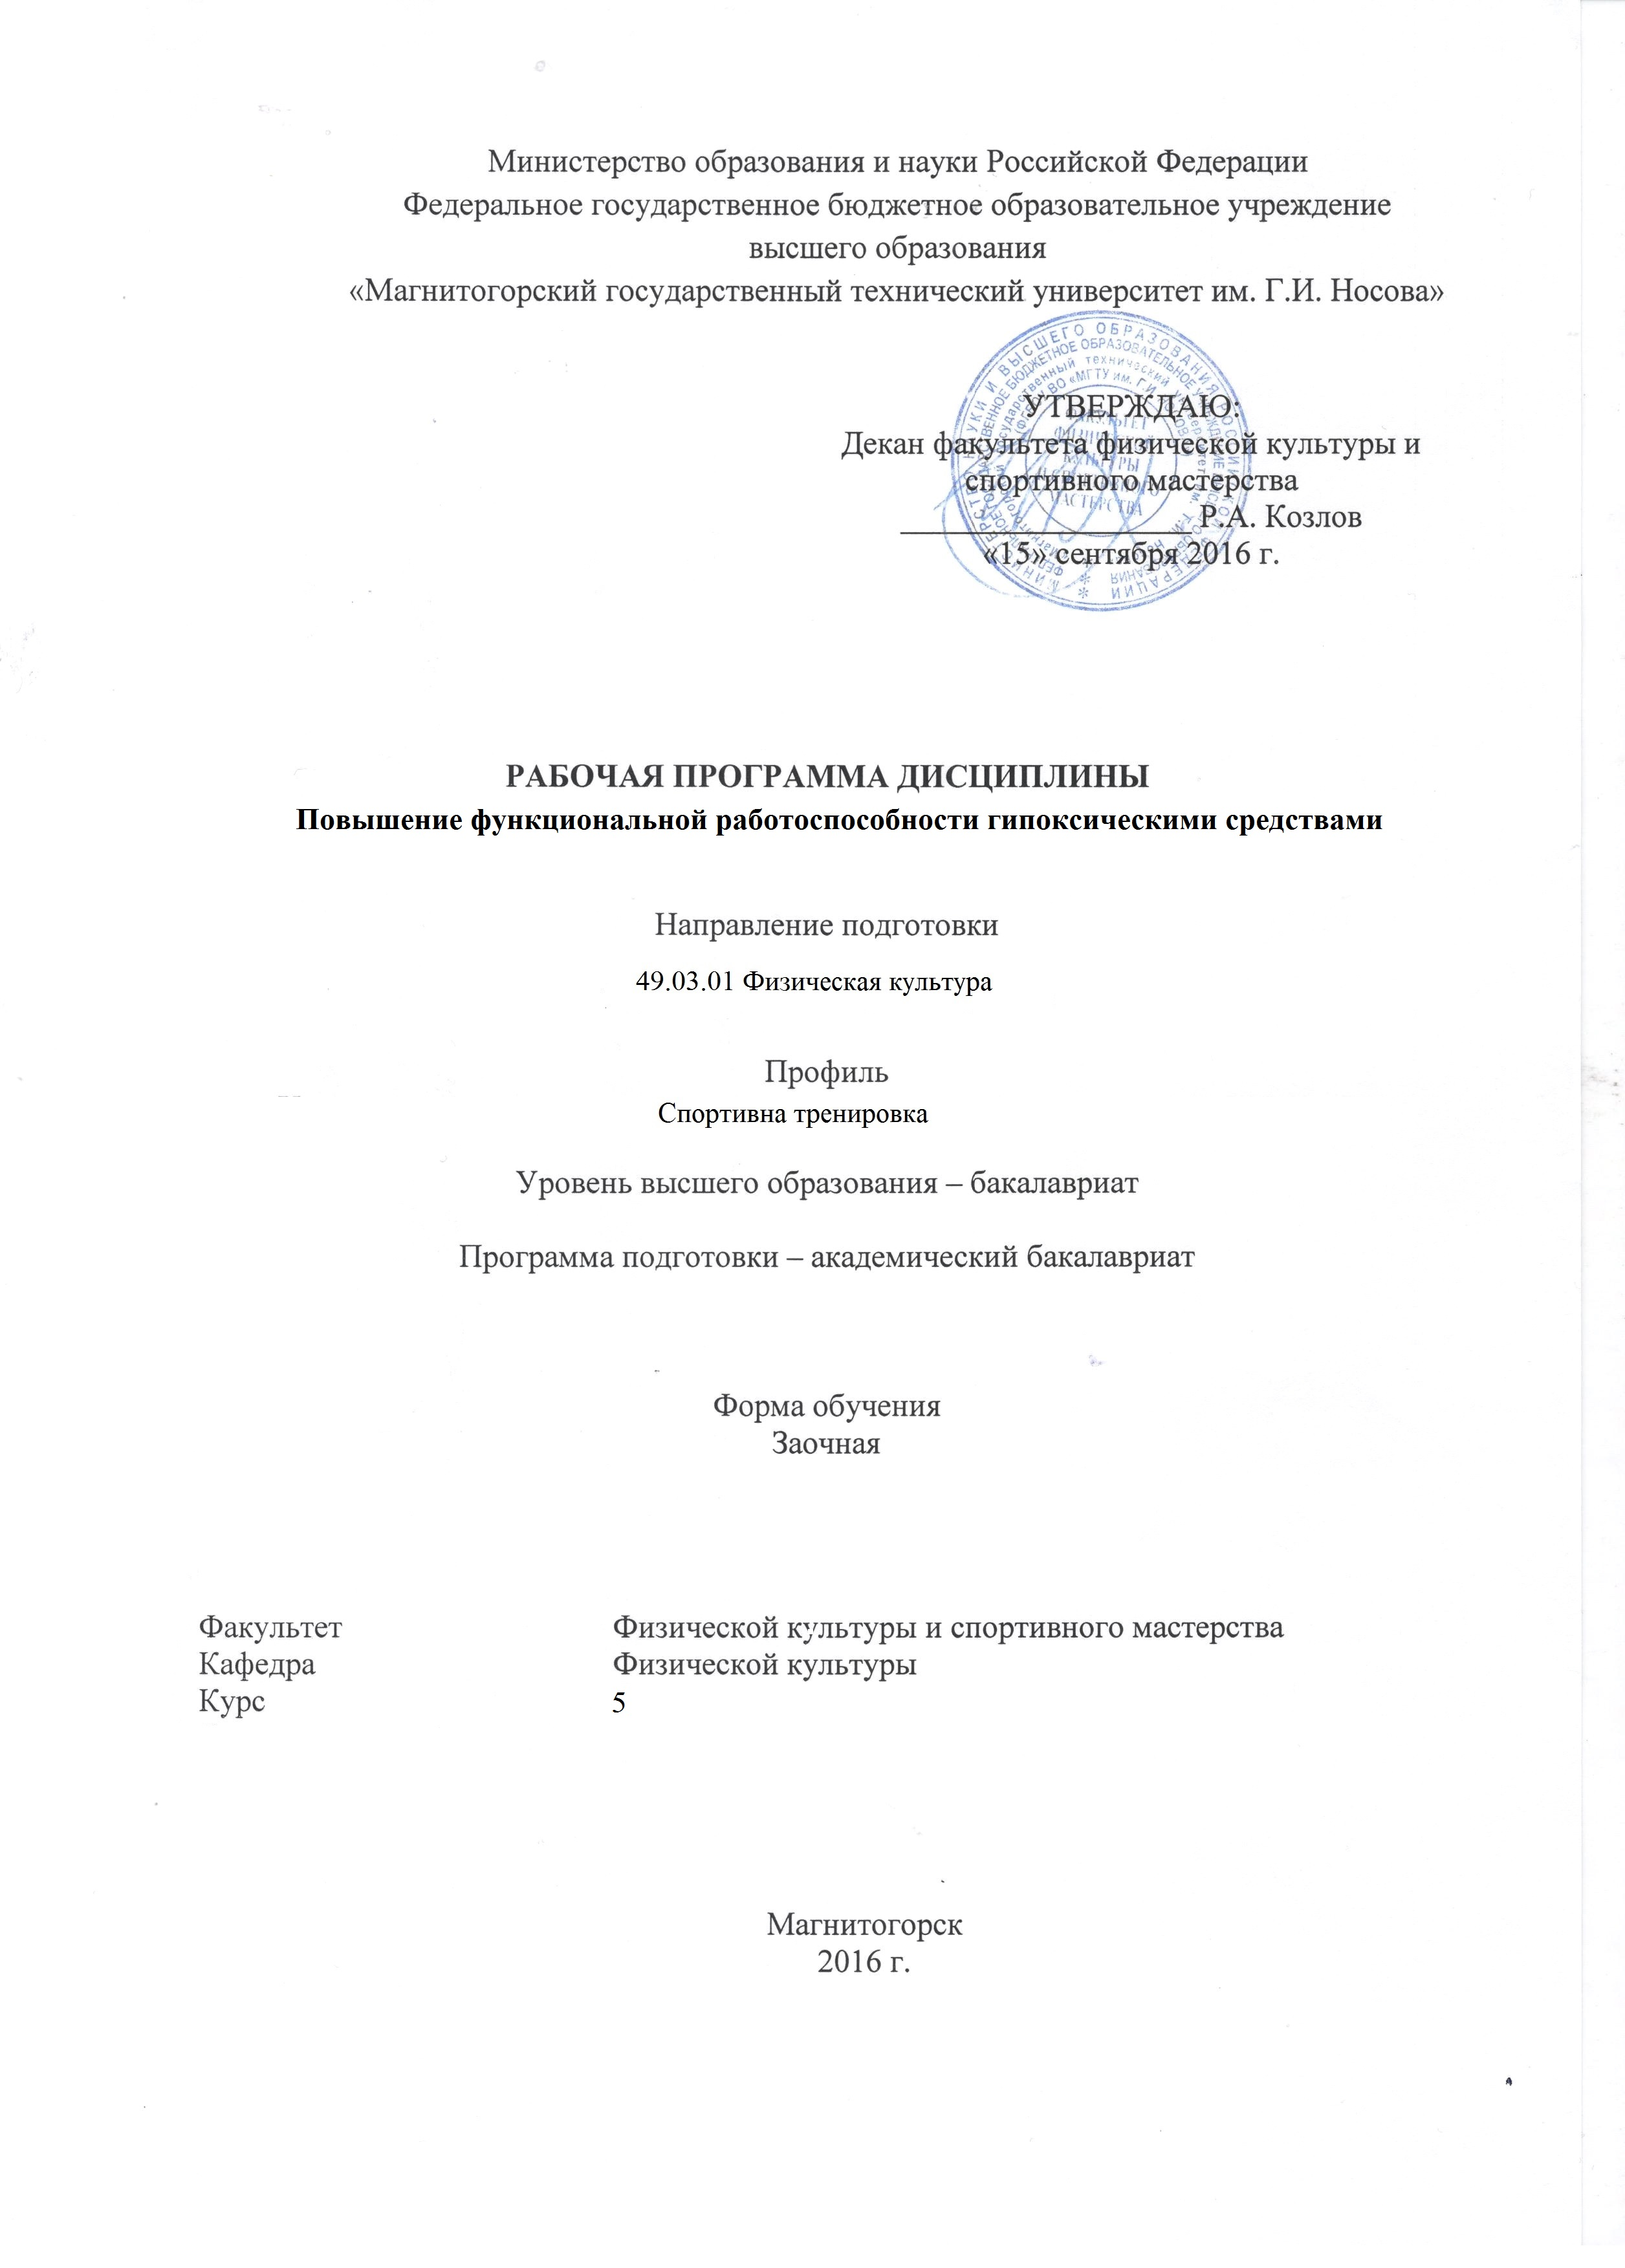 Министерство образования и науки Российской Федерации
Федеральное государственное бюджетное образовательное учреждение
высшего образования
«Магнитогорский государственный технический университет им. Г.И. Носова»
УТВЕРЖДАЮ:
Декан факультета физической культуры и
спортивного мастерства
Р.А. Козлов
«15» сентября 2016 г.
РАБОЧАЯ ПРОГРАММА ДИСЦИПЛИНЫ
Повышение функциональной работоспособности гипоксическими средствами
Направление подготовки
49.03.01 Физическая культура
Профиль
Спортивна тренировка
Уровень высшего образования – бакалавриат
Программа подготовки – академический бакалавриат
Форма обучения
Заочная
Факультет Физической культуры и спортивного мастерства
Кафедра Физической культуры
Курс 5
Магнитогорск
2016 г.